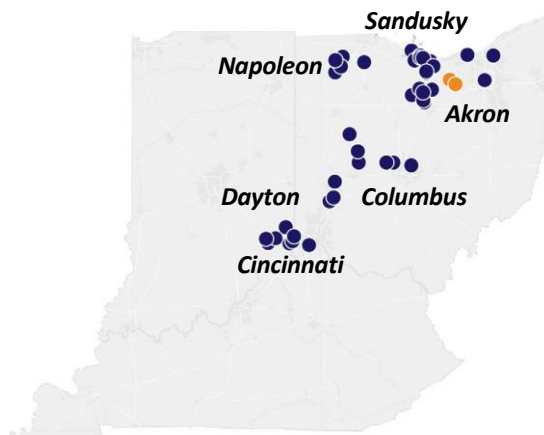 Sandusky
Napoleon
Akron
Dayton
Columbus
Cincinnati